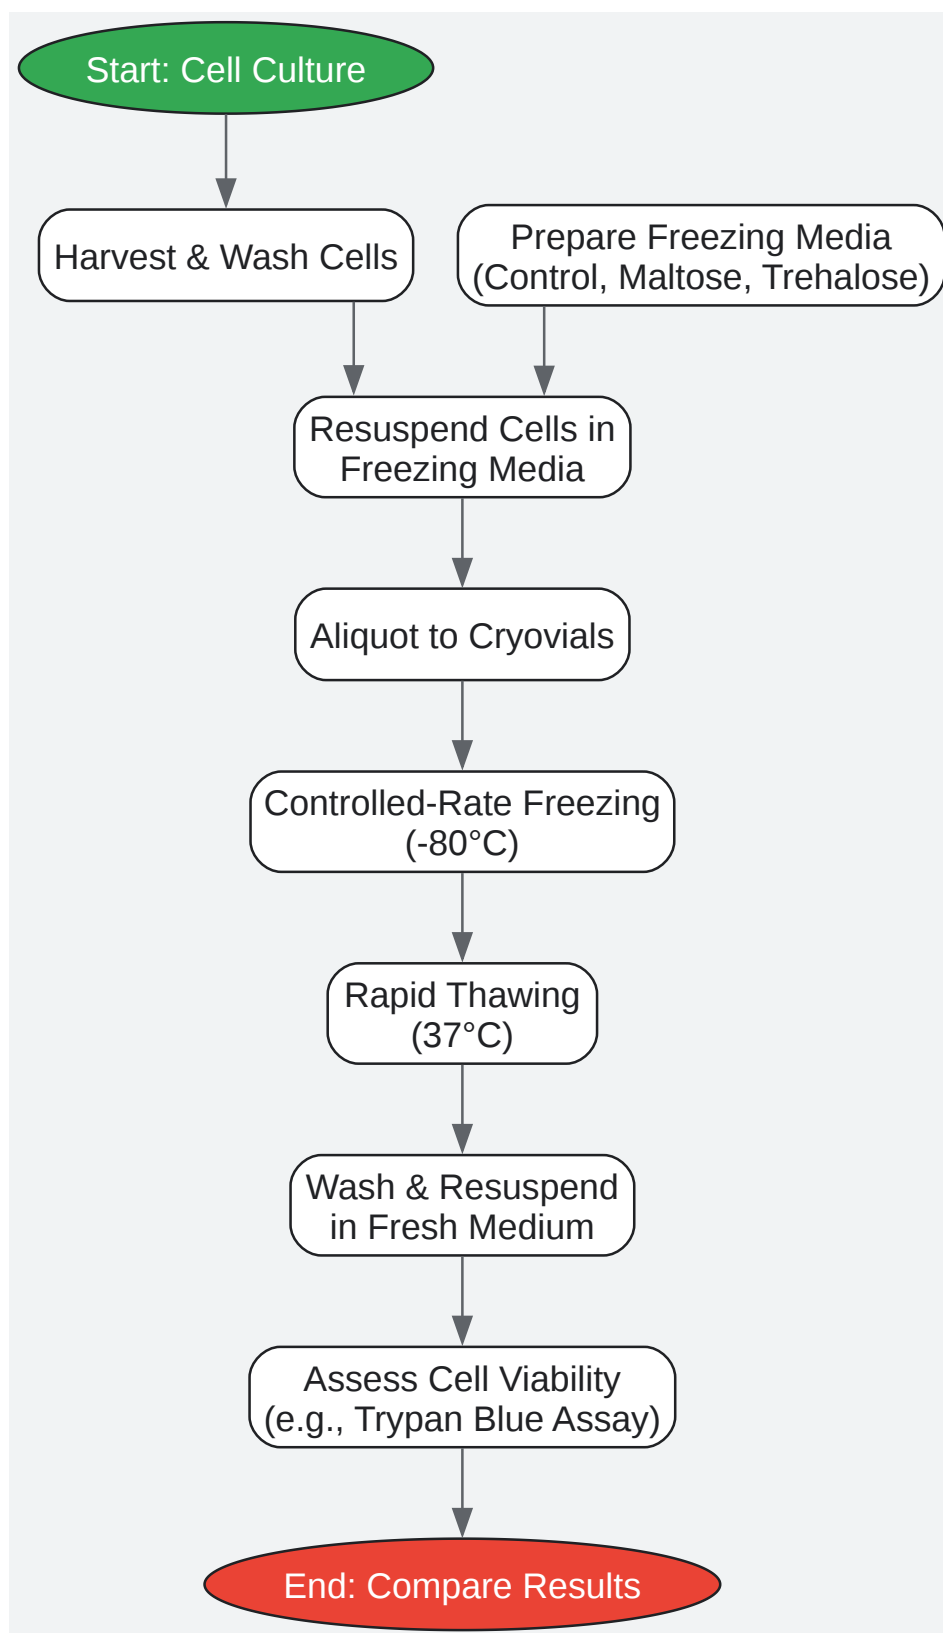 Start: Cell Culture
Harvest & Wash Cells
Prepare Freezing Media
(Control, Maltose, Trehalose)
Resuspend Cells in
Freezing Media
Aliquot to Cryovials
Controlled-Rate Freezing
(-80°C)
Rapid Thawing
(37°C)
Wash & Resuspend
in Fresh Medium
Assess Cell Viability
(e.g., Trypan Blue Assay)
End: Compare Results